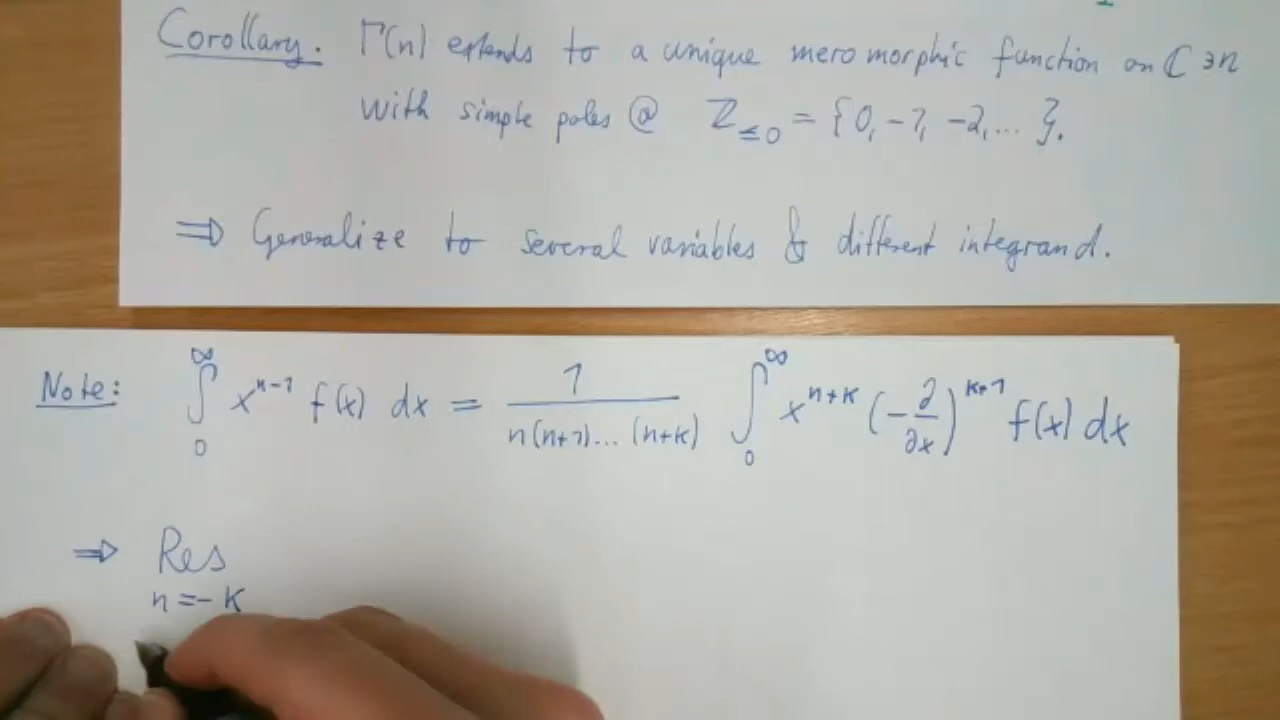 Corollary. Γ(n) extends to a unique meromorphic function on ℂ∋n
with simple poles @ ℤ≤0 = {0, -1, -2, ... }.
⇒ Generalize to several variables & different integrand.
Note: ∫₀^∞ x^{n-1} f(x) dx = 1/(n(n+1)...(n+k)) ∫₀^∞ x^{n+k} (-∂/∂x)^{k+1} f(x) dx
⇒ Res
n=-k